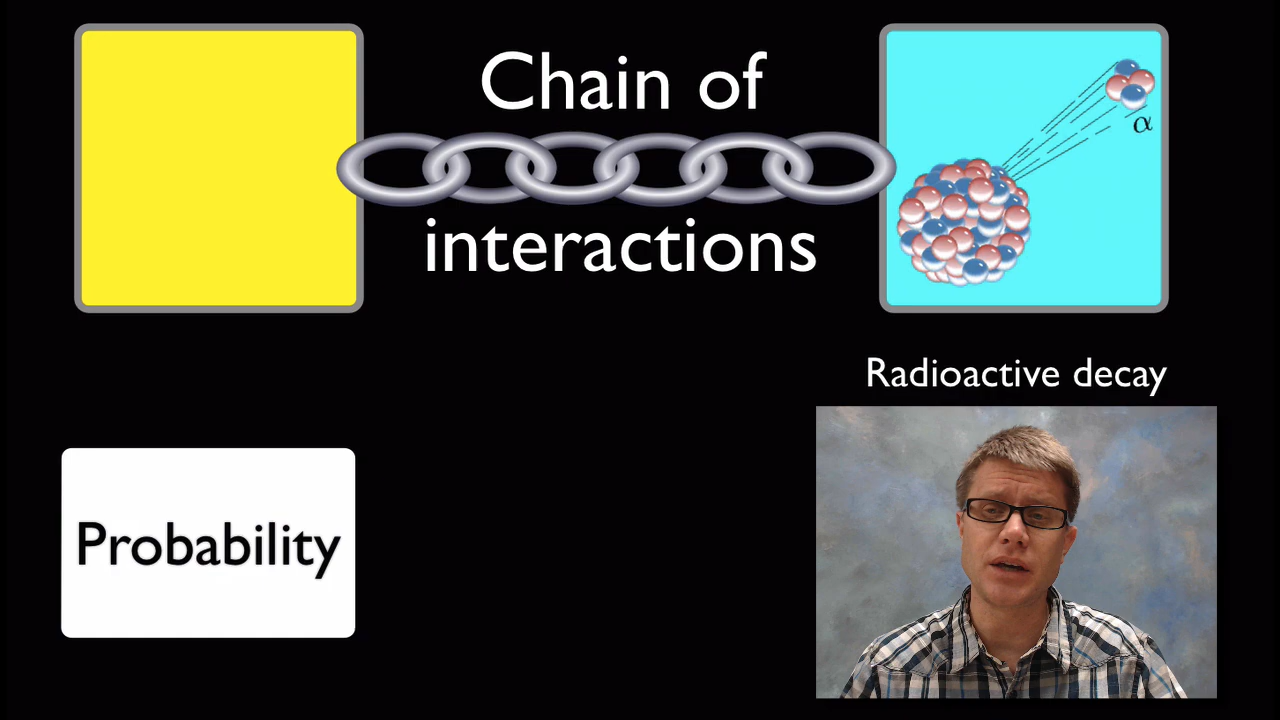 Chain of
interactions
α
Radioactive decay
Probability